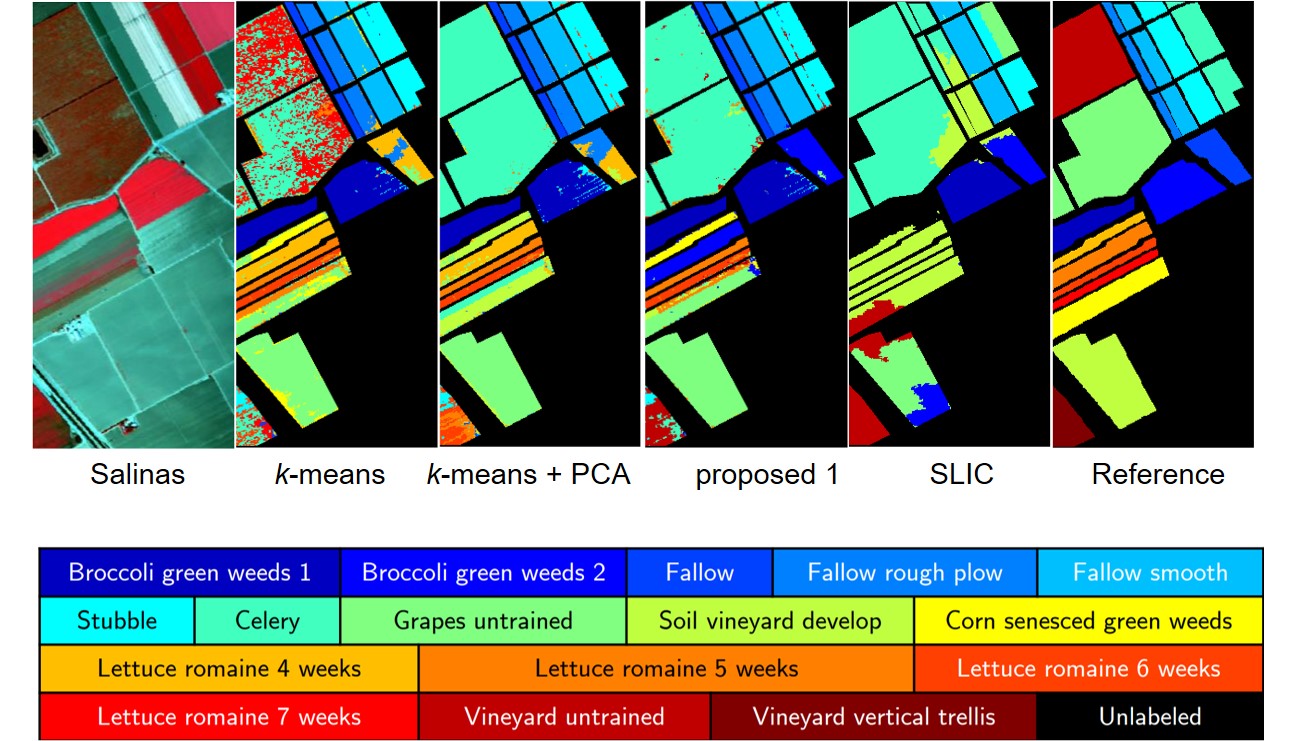 Salinas k-means k-means + PCA proposed 1 SLIC Reference
Broccoli green weeds 1 Broccoli green weeds 2 Fallow Fallow rough plow Fallow smooth
Stubble Celery Grapes untrained Soil vineyard develop Corn senesced green weeds
Lettuce romaine 4 weeks Lettuce romaine 5 weeks Lettuce romaine 6 weeks
Lettuce romaine 7 weeks Vineyard untrained Vineyard vertical trellis Unlabeled